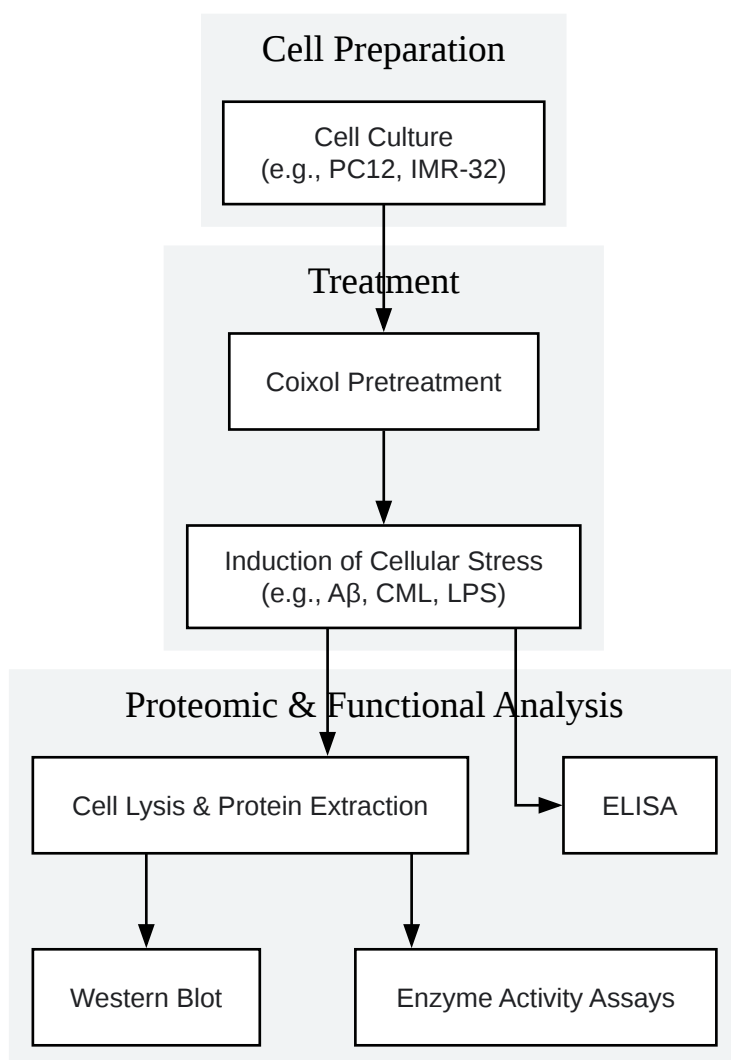 Cell Preparation
Cell Culture
(e.g., PC12, IMR-32)
Treatment
Coixol Pretreatment
Induction of Cellular Stress
(e.g., Aβ, CML, LPS)
Proteomic & Functional Analysis
Cell Lysis & Protein Extraction
ELISA
Western Blot
Enzyme Activity Assays